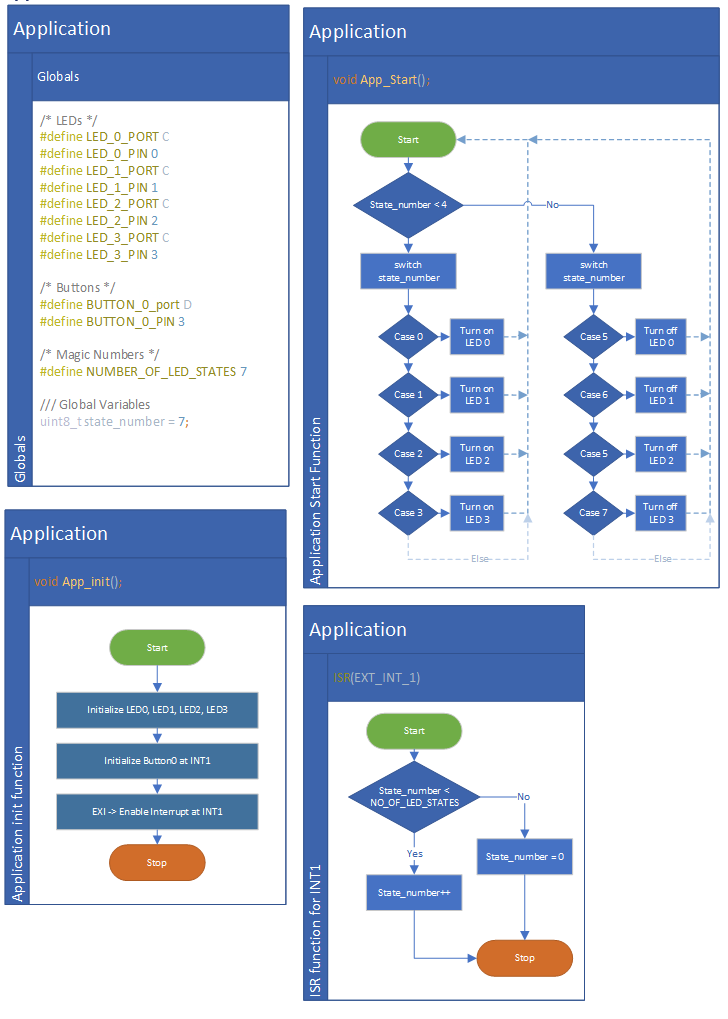 Application
Globals
Globals
/* LEDs */
#define LED_0_PORT C
#define LED_0_PIN 0
#define LED_1_PORT C
#define LED_1_PIN 1
#define LED_2_PORT C
#define LED_2_PIN 2
#define LED_3_PORT C
#define LED_3_PIN 3
/* Buttons */
#define BUTTON_0_port D
#define BUTTON_0_PIN 3
/* Magic Numbers */
#define NUMBER_OF_LED_STATES 7
/// Global Variables
uint8_t state_number = 7;
Application
Application Start Function
void App_Start();
Start
State_number < 4
No
switch
state_number
switch
state_number
Case 0
Turn on
LED 0
Case 5
Turn off
LED 0
Case 1
Turn on
LED 1
Case 6
Turn off
LED 1
Case 2
Turn on
LED 2
Case 5
Turn off
LED 2
Case 3
Turn on
LED 3
Case 7
Turn off
LED 3
Else
Else
Application
Application init function
void App_init();
Start
Initialize LED0, LED1, LED2, LED3
Initialize Button0 at INT1
EXI -> Enable Interrupt at INT1
Stop
Application
ISR function for INT1
ISR(EXT_INT_1)
Start
State_number <
NO_OF_LED_STATES
No
Yes
State_number = 0
State_number++
Stop